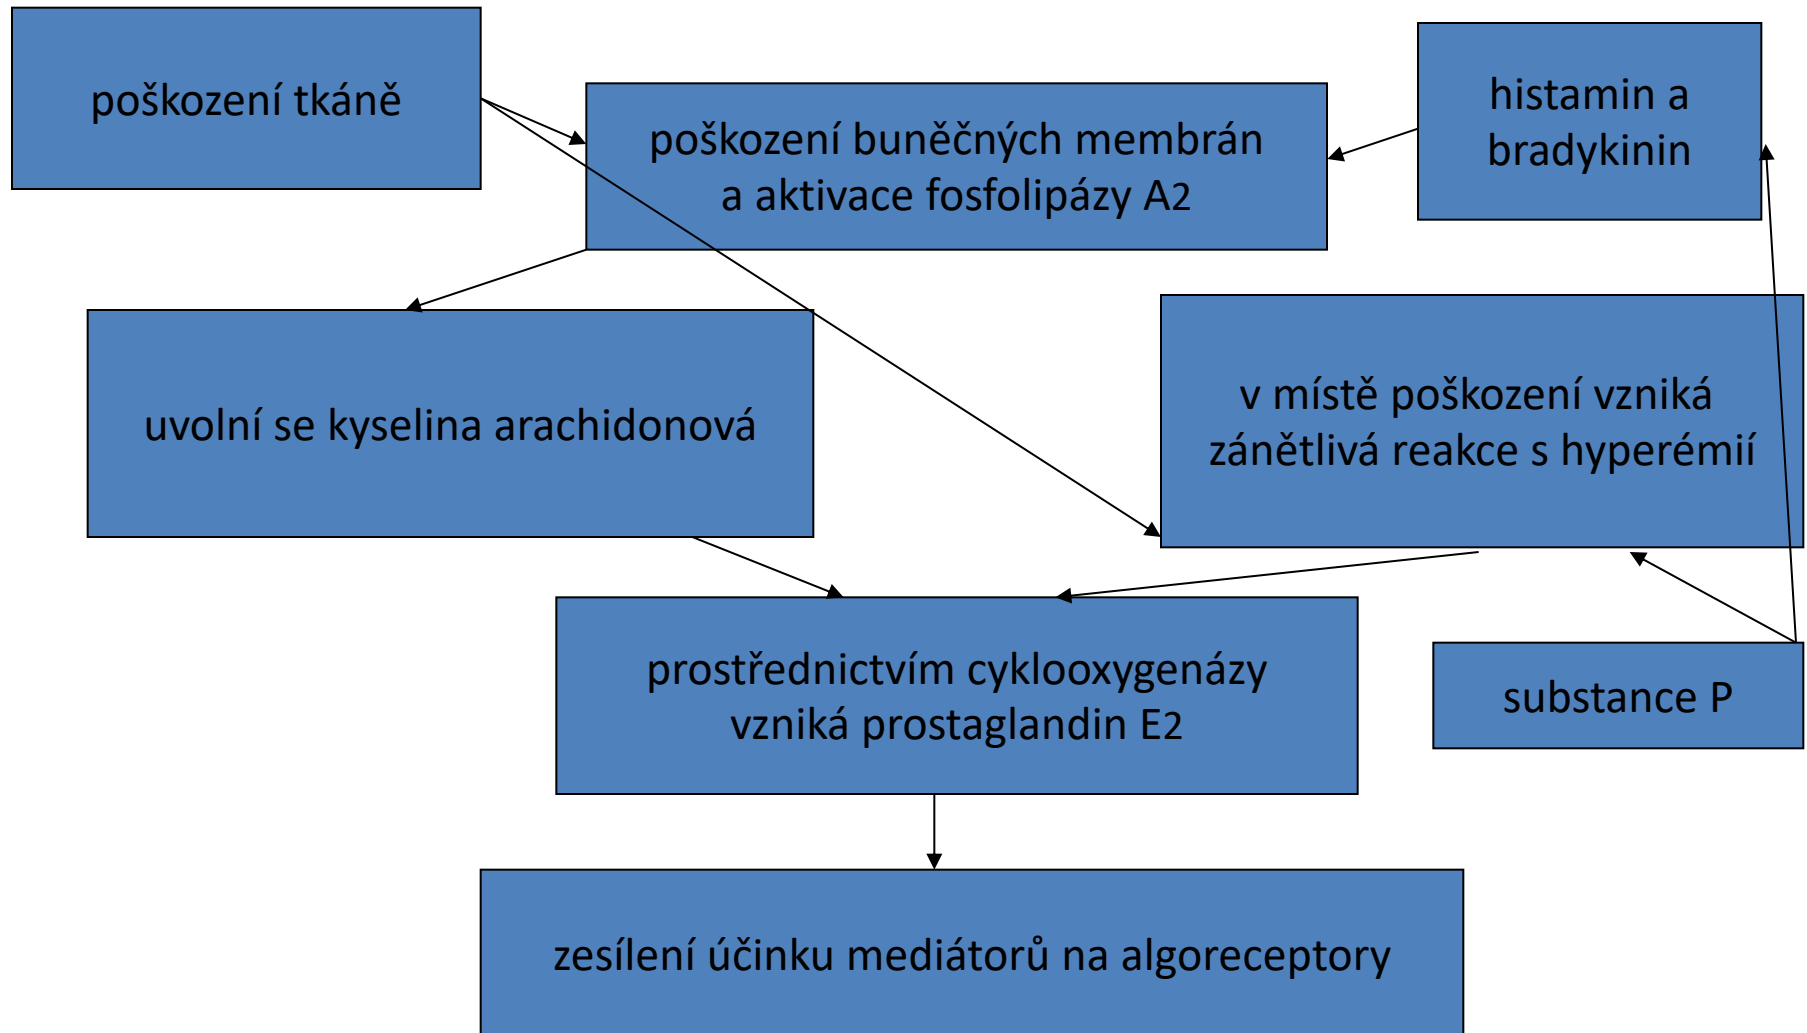 poškození tkáně
poškození buněčných membrán
a aktivace fosfolipázy A2
histamin a
bradykinin
uvolní se kyselina arachidonová
v místě poškození vzniká
zánětlivá reakce s hyperémií
prostřednictvím cyklooxygenázy
vzniká prostaglandin E2
substance P
zesílení účinku mediátorů na algoreceptory